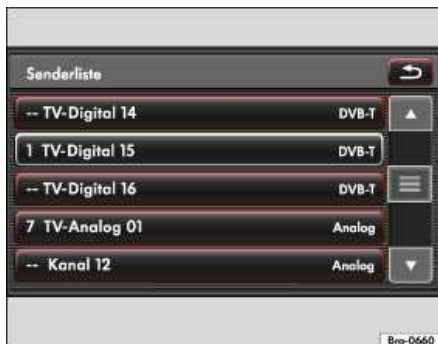 Senderliste
-- TV-Digital 14 DVB-T
1 TV-Digital 15 DVB-T
-- TV-Digital 16 DVB-T
7 TV-Analog 01 Analog
-- Kanal 12 Analog
Bro-0660